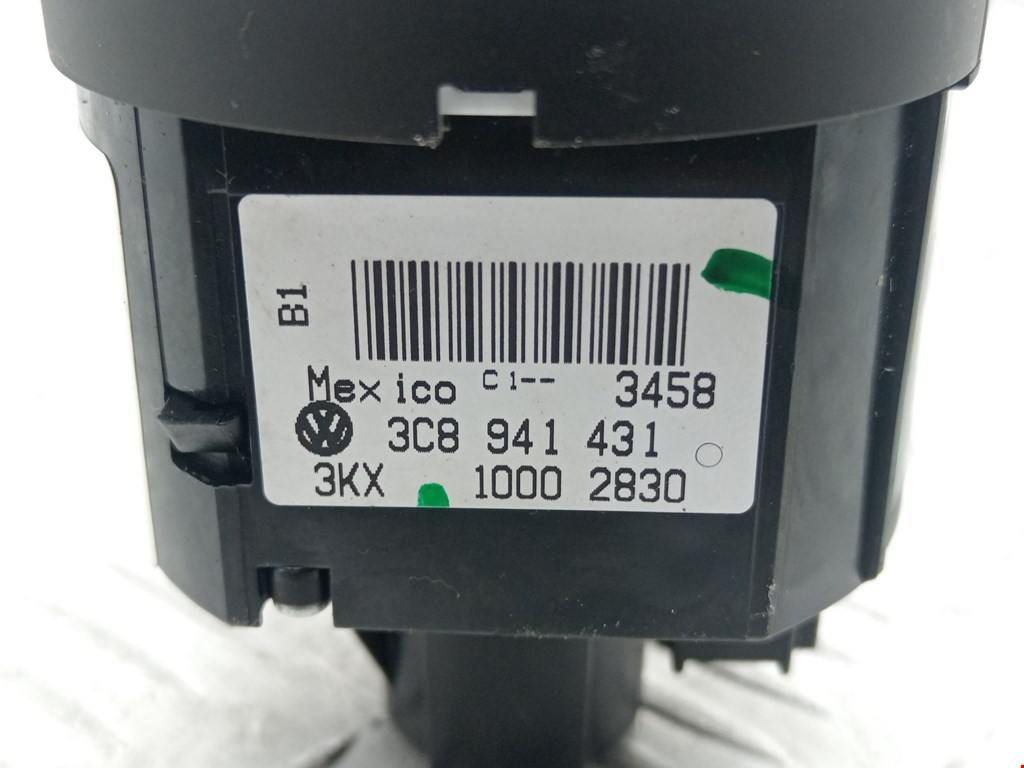 B1
Mexico C1-- 3458
3C8 941 431
3KX 1000 2830